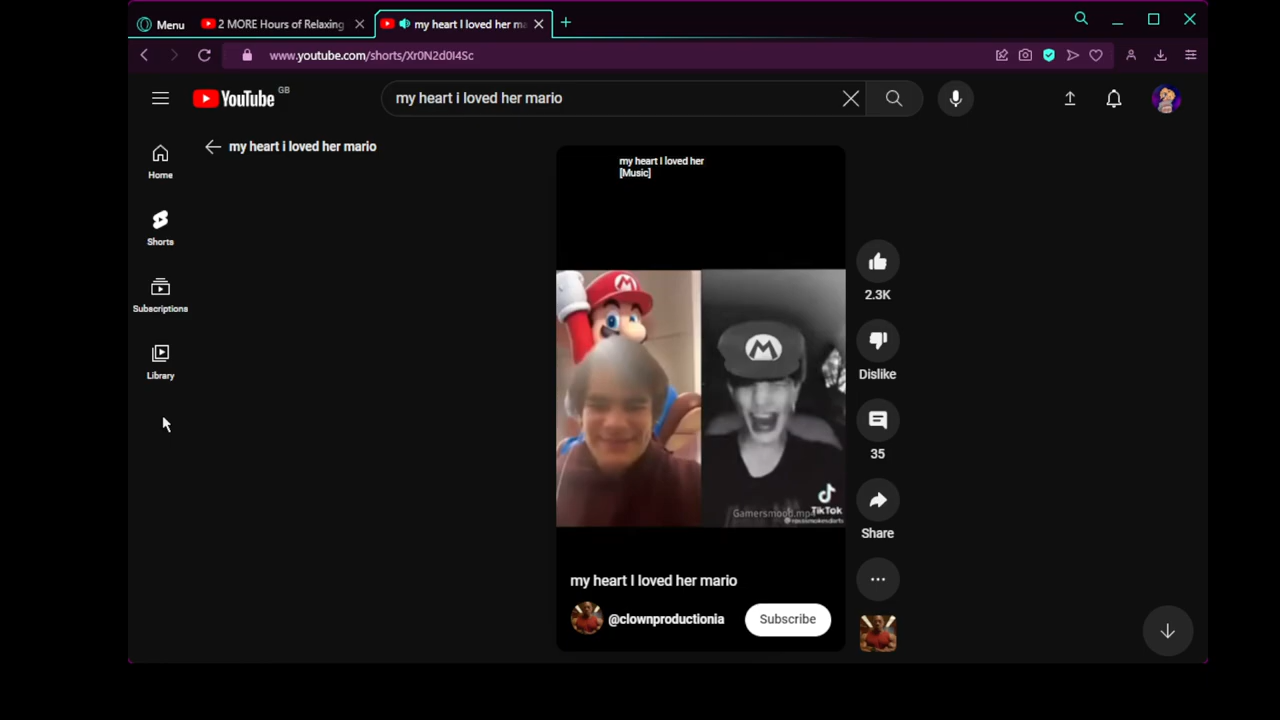 Menu
2 MORE Hours of Relaxing
my heart I loved her m
www.youtube.com/shorts/Xr0N2d0I4Sc
YouTube GB
my heart i loved her mario
my heart i loved her mario
Home
Shorts
Subscriptions
Library
my heart I loved her
[Music]
M
M
TikTok
Gamersmood.mp4
my heart I loved her mario
@clownproductionia
Subscribe
2.3K
Dislike
35
Share